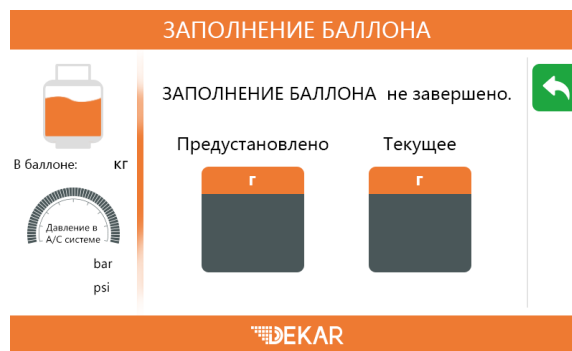 ЗАПОЛНЕНИЕ БАЛЛОНА
ЗАПОЛНЕНИЕ БАЛЛОНА не завершено.
Предустановлено Текущее
г г
В баллоне: кг
Давление в
A/C системе
bar
psi
DEKAR